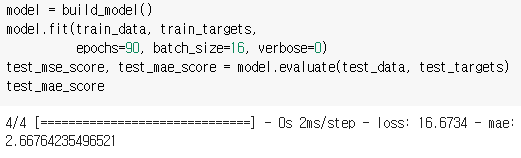 model = build_model()
model.fit(train_data, train_targets,
          epochs=90, batch_size=16, verbose=0)
test_mse_score, test_mae_score = model.evaluate(test_data, test_targets)
test_mae_score
4/4 [==============================] - 0s 2ms/step - loss: 16.6734 - mae:
2.66764235496521